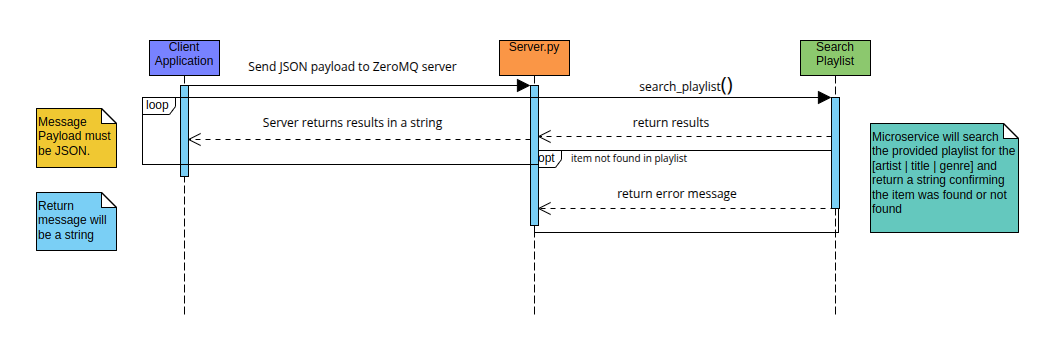 Client
Application
Server.py
Search
Playlist
Send JSON payload to ZeroMQ server
search_playlist()
loop
Message
Payload must
be JSON.
Server returns results in a string
return results
opt
item not found in playlist
Microservice will search
the provided playlist for the
[artist | title | genre] and
return a string confirming
the item was found or not
found
return error message
Return
message will
be a string